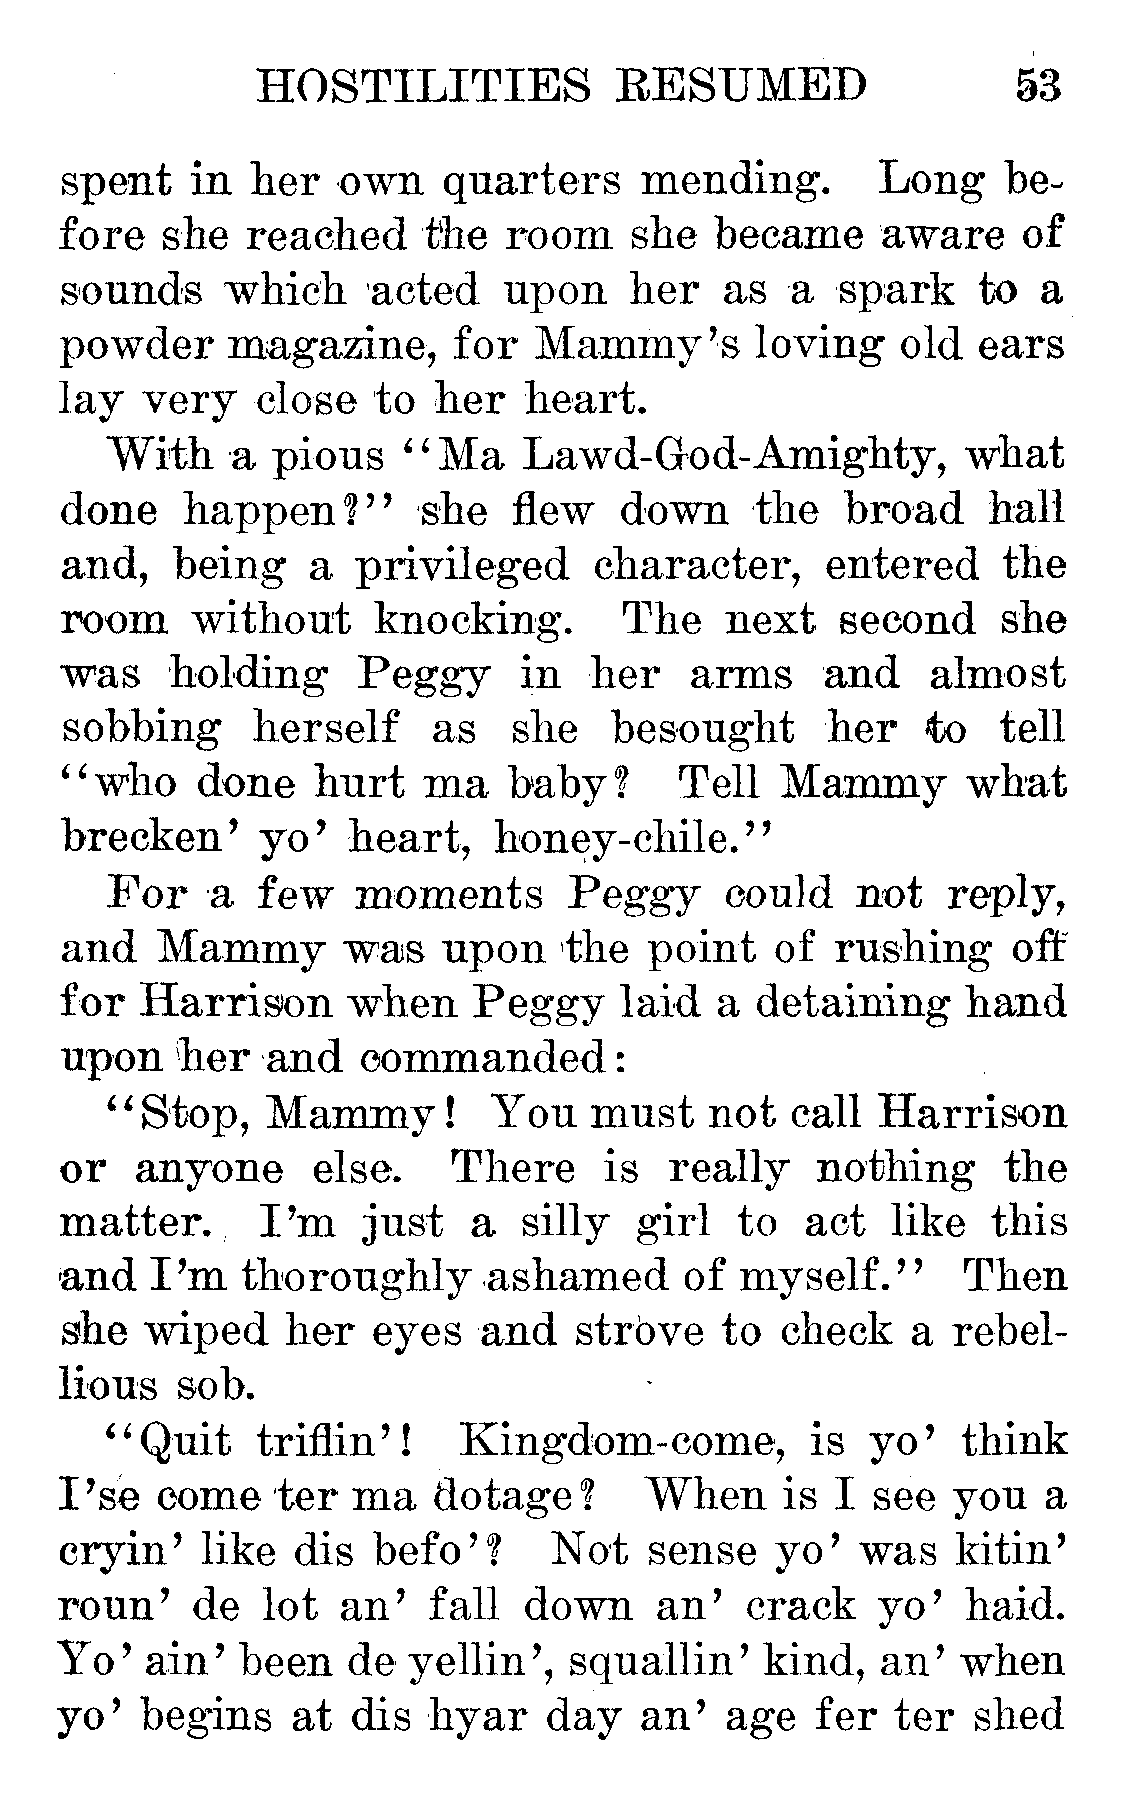 HOSTILITIES RESUMED 53
spent in her own quarters mending. Long be-
fore she reached the room she became aware of
sounds which acted upon her as a spark to a
powder magazine, for Mammy's loving old ears
lay very close to her heart.
With a pious "Ma Lawd-God-Amighty, what
done happen?" she flew down the broad hall
and, being a privileged character, entered the
room without knocking. The next second she
was holding Peggy in her arms and almost
sobbing herself as she besought her to tell
"who done hurt ma baby? Tell Mammy what
brecken' yo' heart, honey-chile."
For a few moments Peggy could not reply,
and Mammy was upon the point of rushing off
for Harrison when Peggy laid a detaining hand
upon her and commanded:
"Stop, Mammy! You must not call Harrison
or anyone else. There is really nothing the
matter. I'm just a silly girl to act like this
and I'm thoroughly ashamed of myself." Then
she wiped her eyes and strove to check a rebel-
lious sob.
"Quit triflin'! Kingdom-come, is yo' think
I'se come ter ma dotage? When is I see you a
cryin' like dis befo'? Not sense yo' was kitin'
roun' de lot an' fall down an' crack yo' haid.
Yo' ain' been de yellin', squallin' kind, an' when
yo' begins at dis hyar day an' age fer ter shed